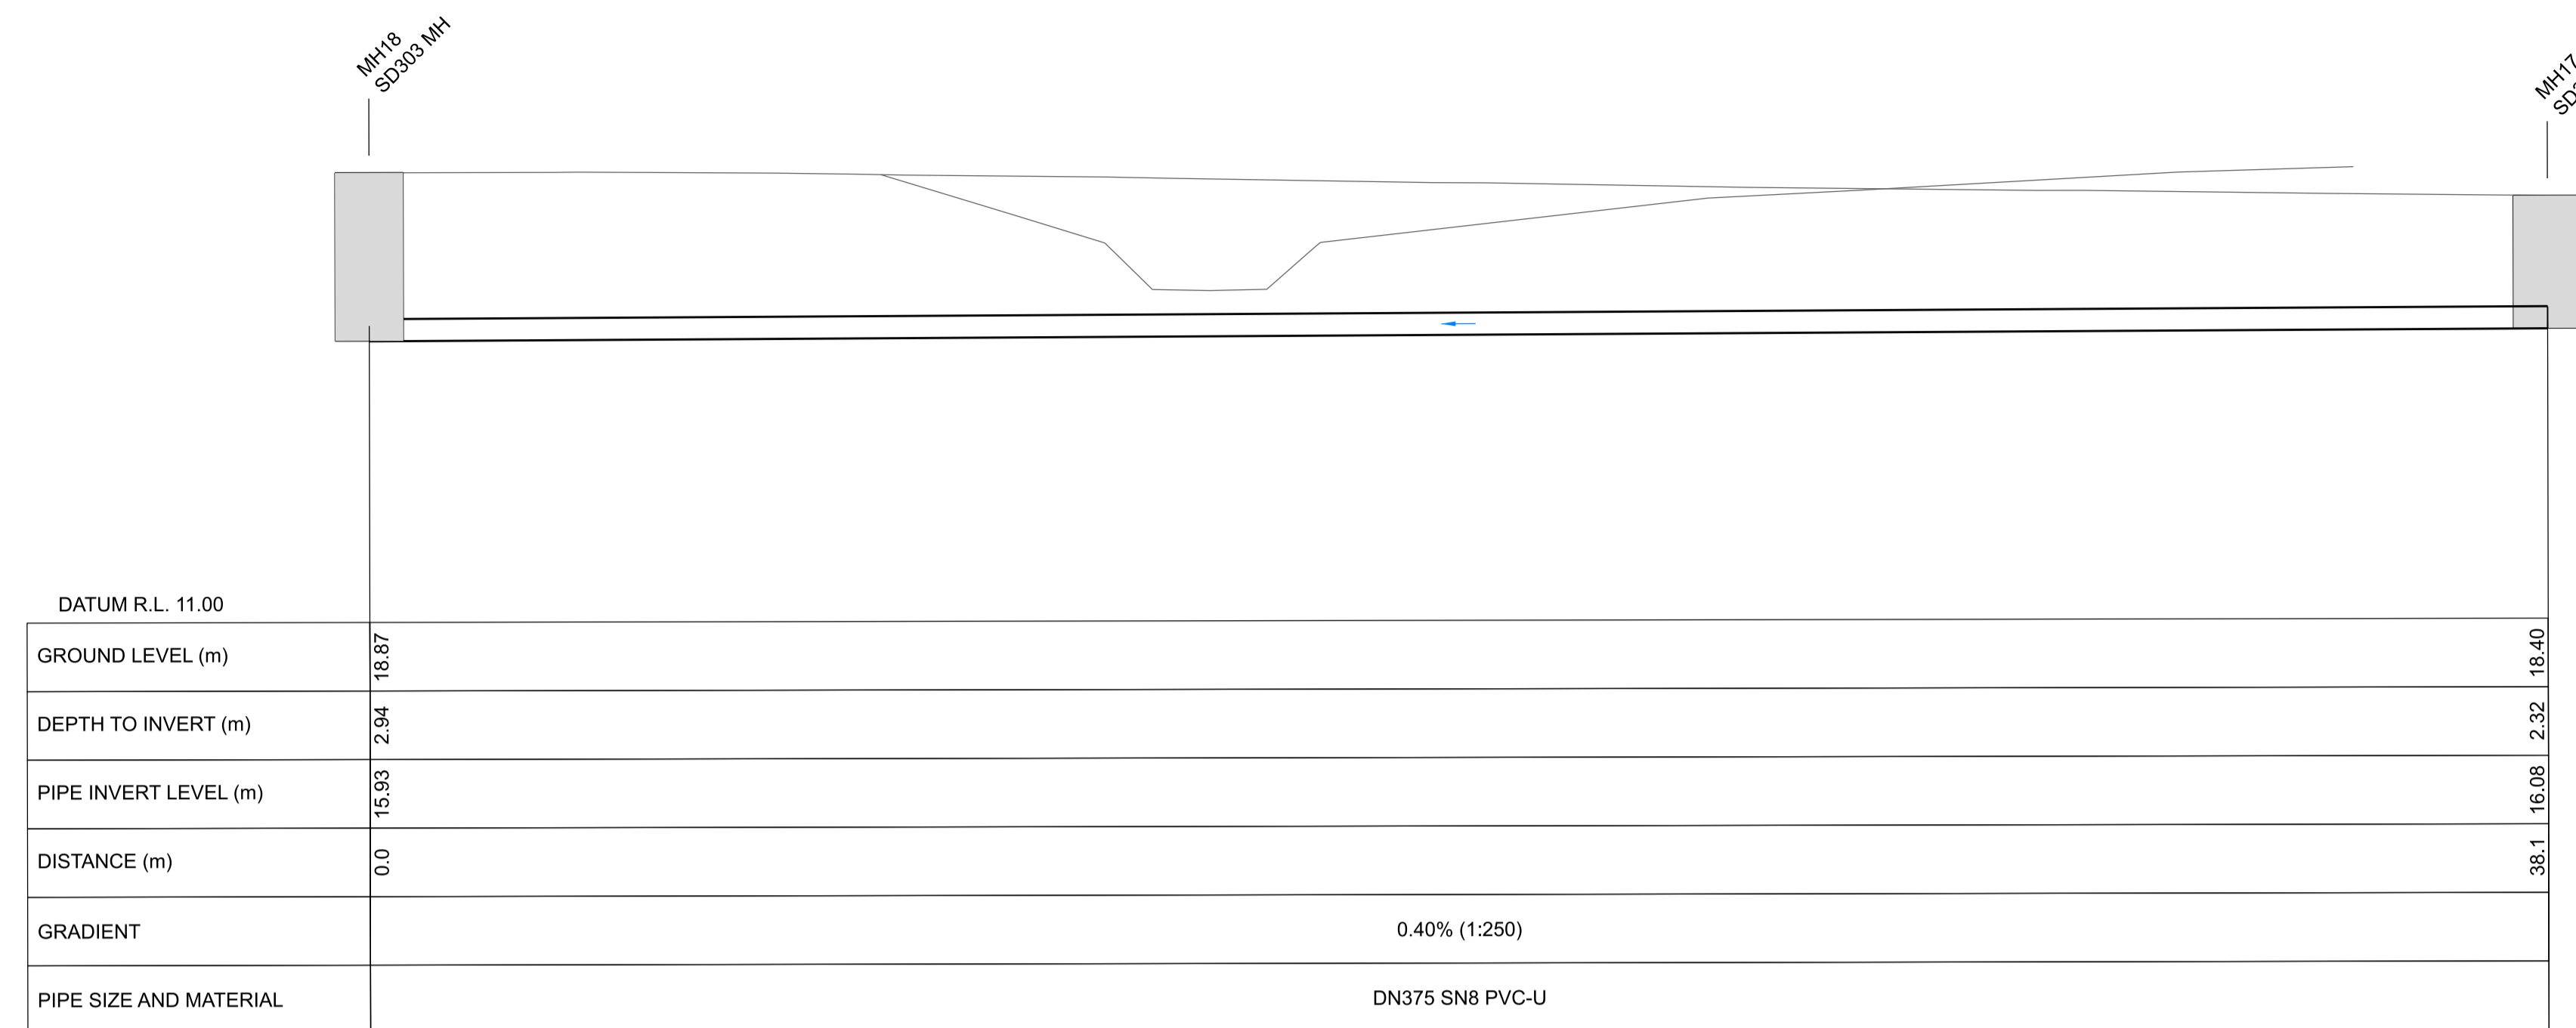 MH18
SD303 MH
MH17
DATUM R.L. 11.00
GROUND LEVEL (m)
18.87
18.40
DEPTH TO INVERT (m)
2.94
2.32
PIPE INVERT LEVEL (m)
15.93
16.08
DISTANCE (m)
0.0
38.1
GRADIENT
0.40% (1:250)
PIPE SIZE AND MATERIAL
DN375 SN8 PVC-U